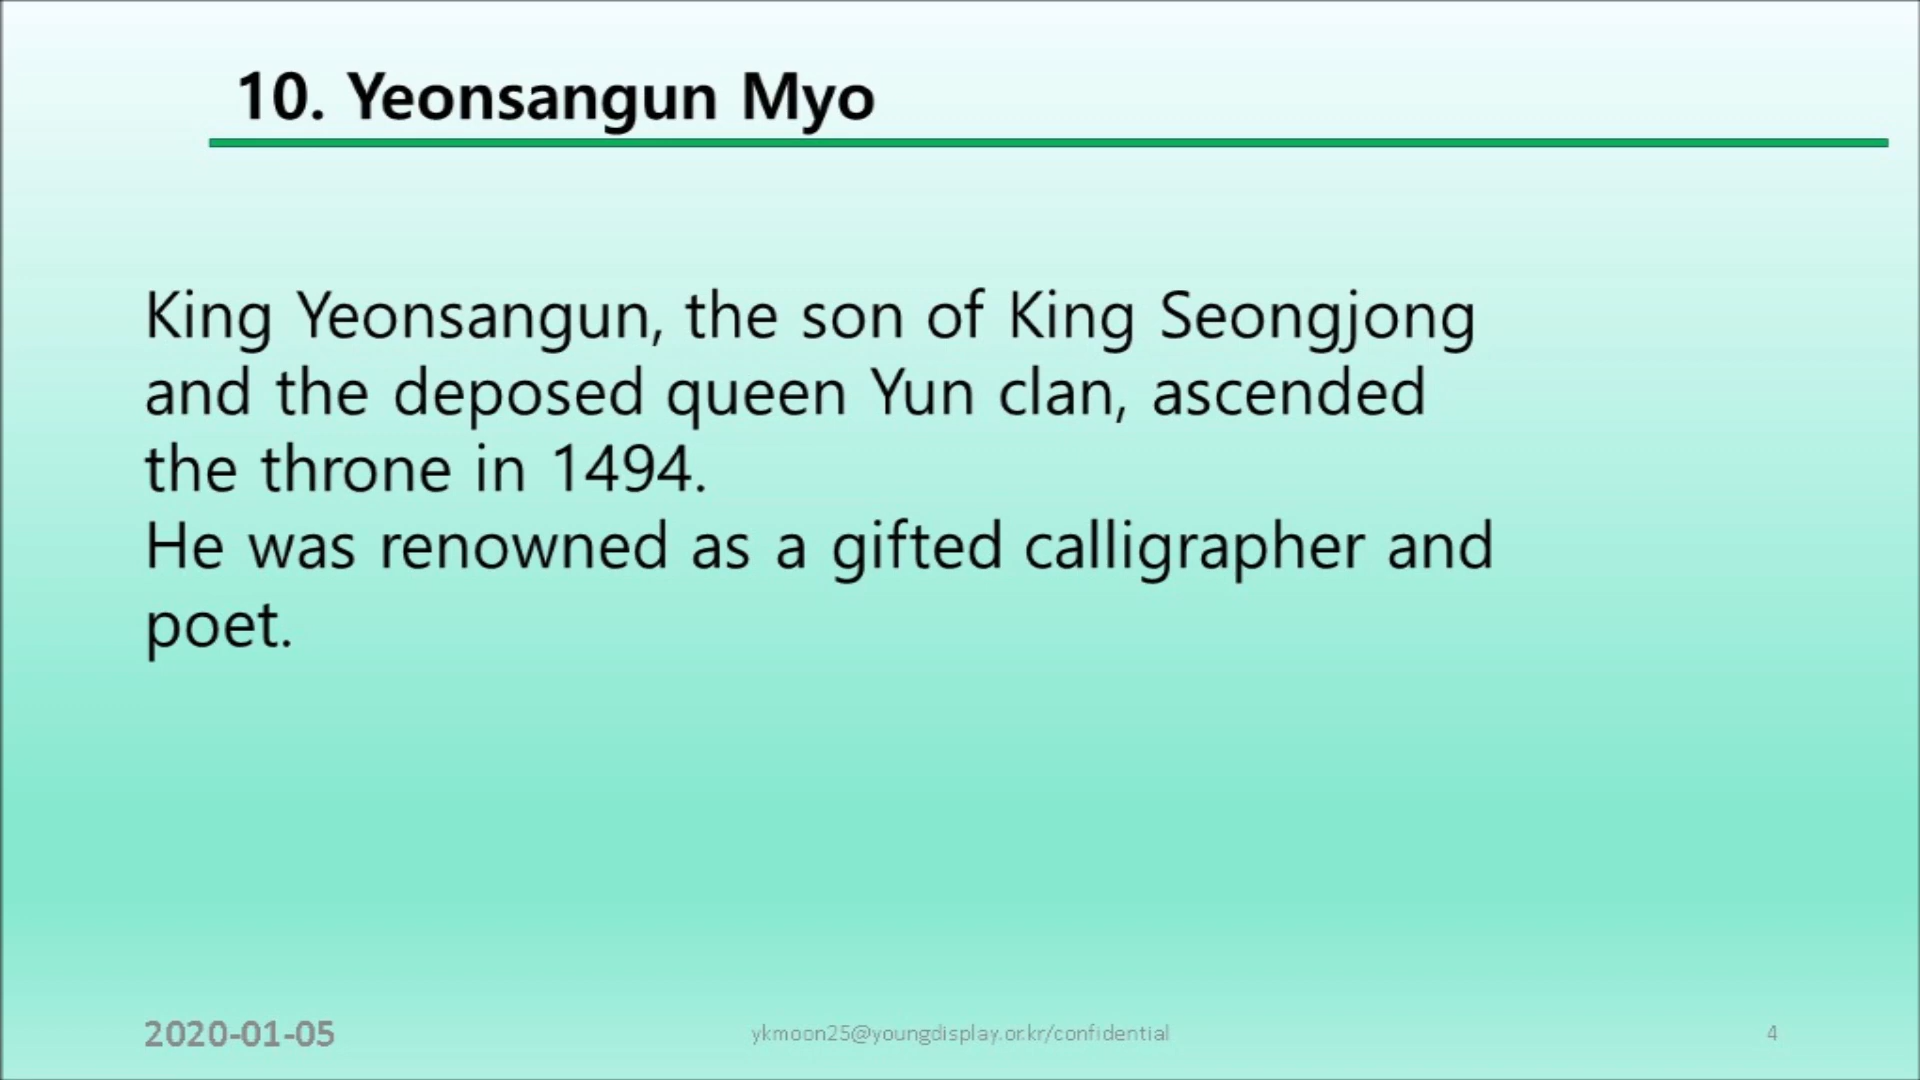 10. Yeonsangun Myo
King Yeonsangun, the son of King Seongjong
and the deposed queen Yun clan, ascended
the throne in 1494.
He was renowned as a gifted calligrapher and
poet.
2020-01-05
ykmoon25@youngdisplay.or.kr/confidential
4